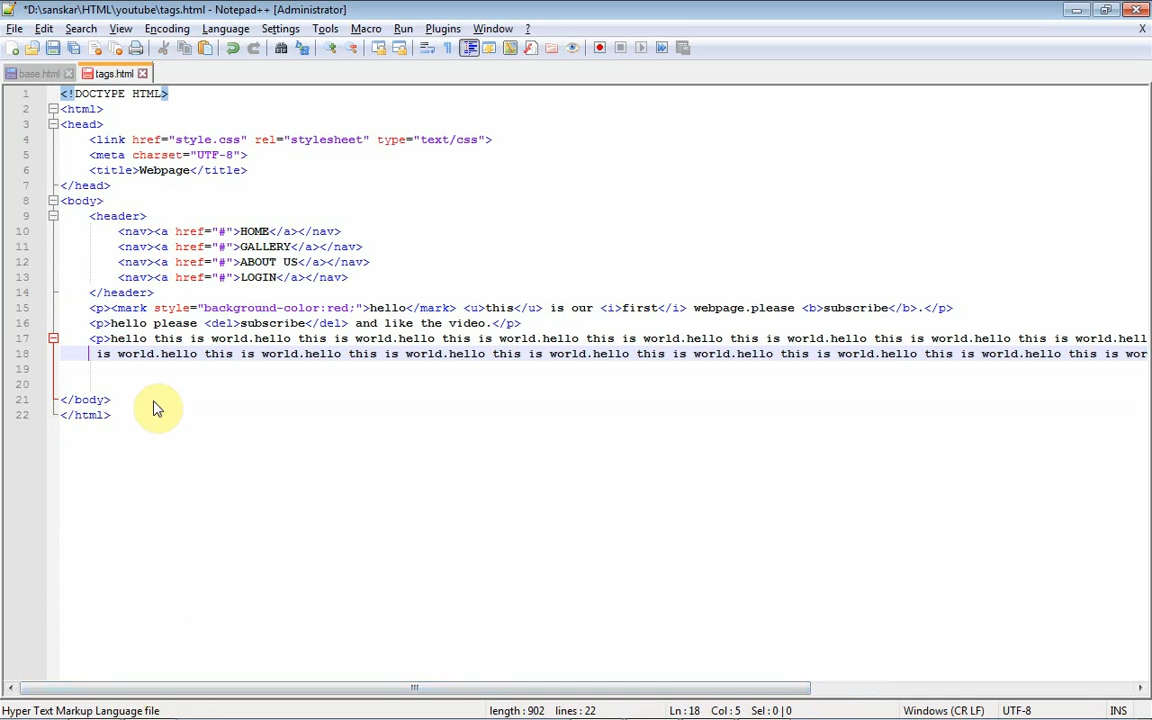 *D:\sanskar\HTML\youtube\tags.html - Notepad++ [Administrator]
File Edit Search View Encoding Language Settings Tools Macro Run Plugins Window ? X
base.html tags.html
1 <!DOCTYPE HTML>
2 <html>
3 <head>
4 <link href="style.css" rel="stylesheet" type="text/css">
5 <meta charset="UTF-8">
6 <title>Webpage</title>
7 </head>
8 <body>
9 <header>
10 <nav><a href="#">HOME</a></nav>
11 <nav><a href="#">GALLERY</a></nav>
12 <nav><a href="#">ABOUT US</a></nav>
13 <nav><a href="#">LOGIN</a></nav>
14 </header>
15 <p><mark style="background-color:red;">hello</mark> <u>this</u> is our <i>first</i> webpage.please <b>subscribe</b>.</p>
16 <p>hello please <del>subscribe</del> and like the video.</p>
17 <p>hello this is world.hello this is world.hello this is world.hello this is world.hello this is world.hello this is world.hello this is world.hell
18 is world.hello this is world.hello this is world.hello this is world.hello this is world.hello this is world.hello this is world.hello this is wor
19
20
21 </body>
22 </html>
Hyper Text Markup Language file length : 902 lines : 22 Ln : 18 Col : 5 Sel : 0 | 0 Windows (CR LF) UTF-8 INS